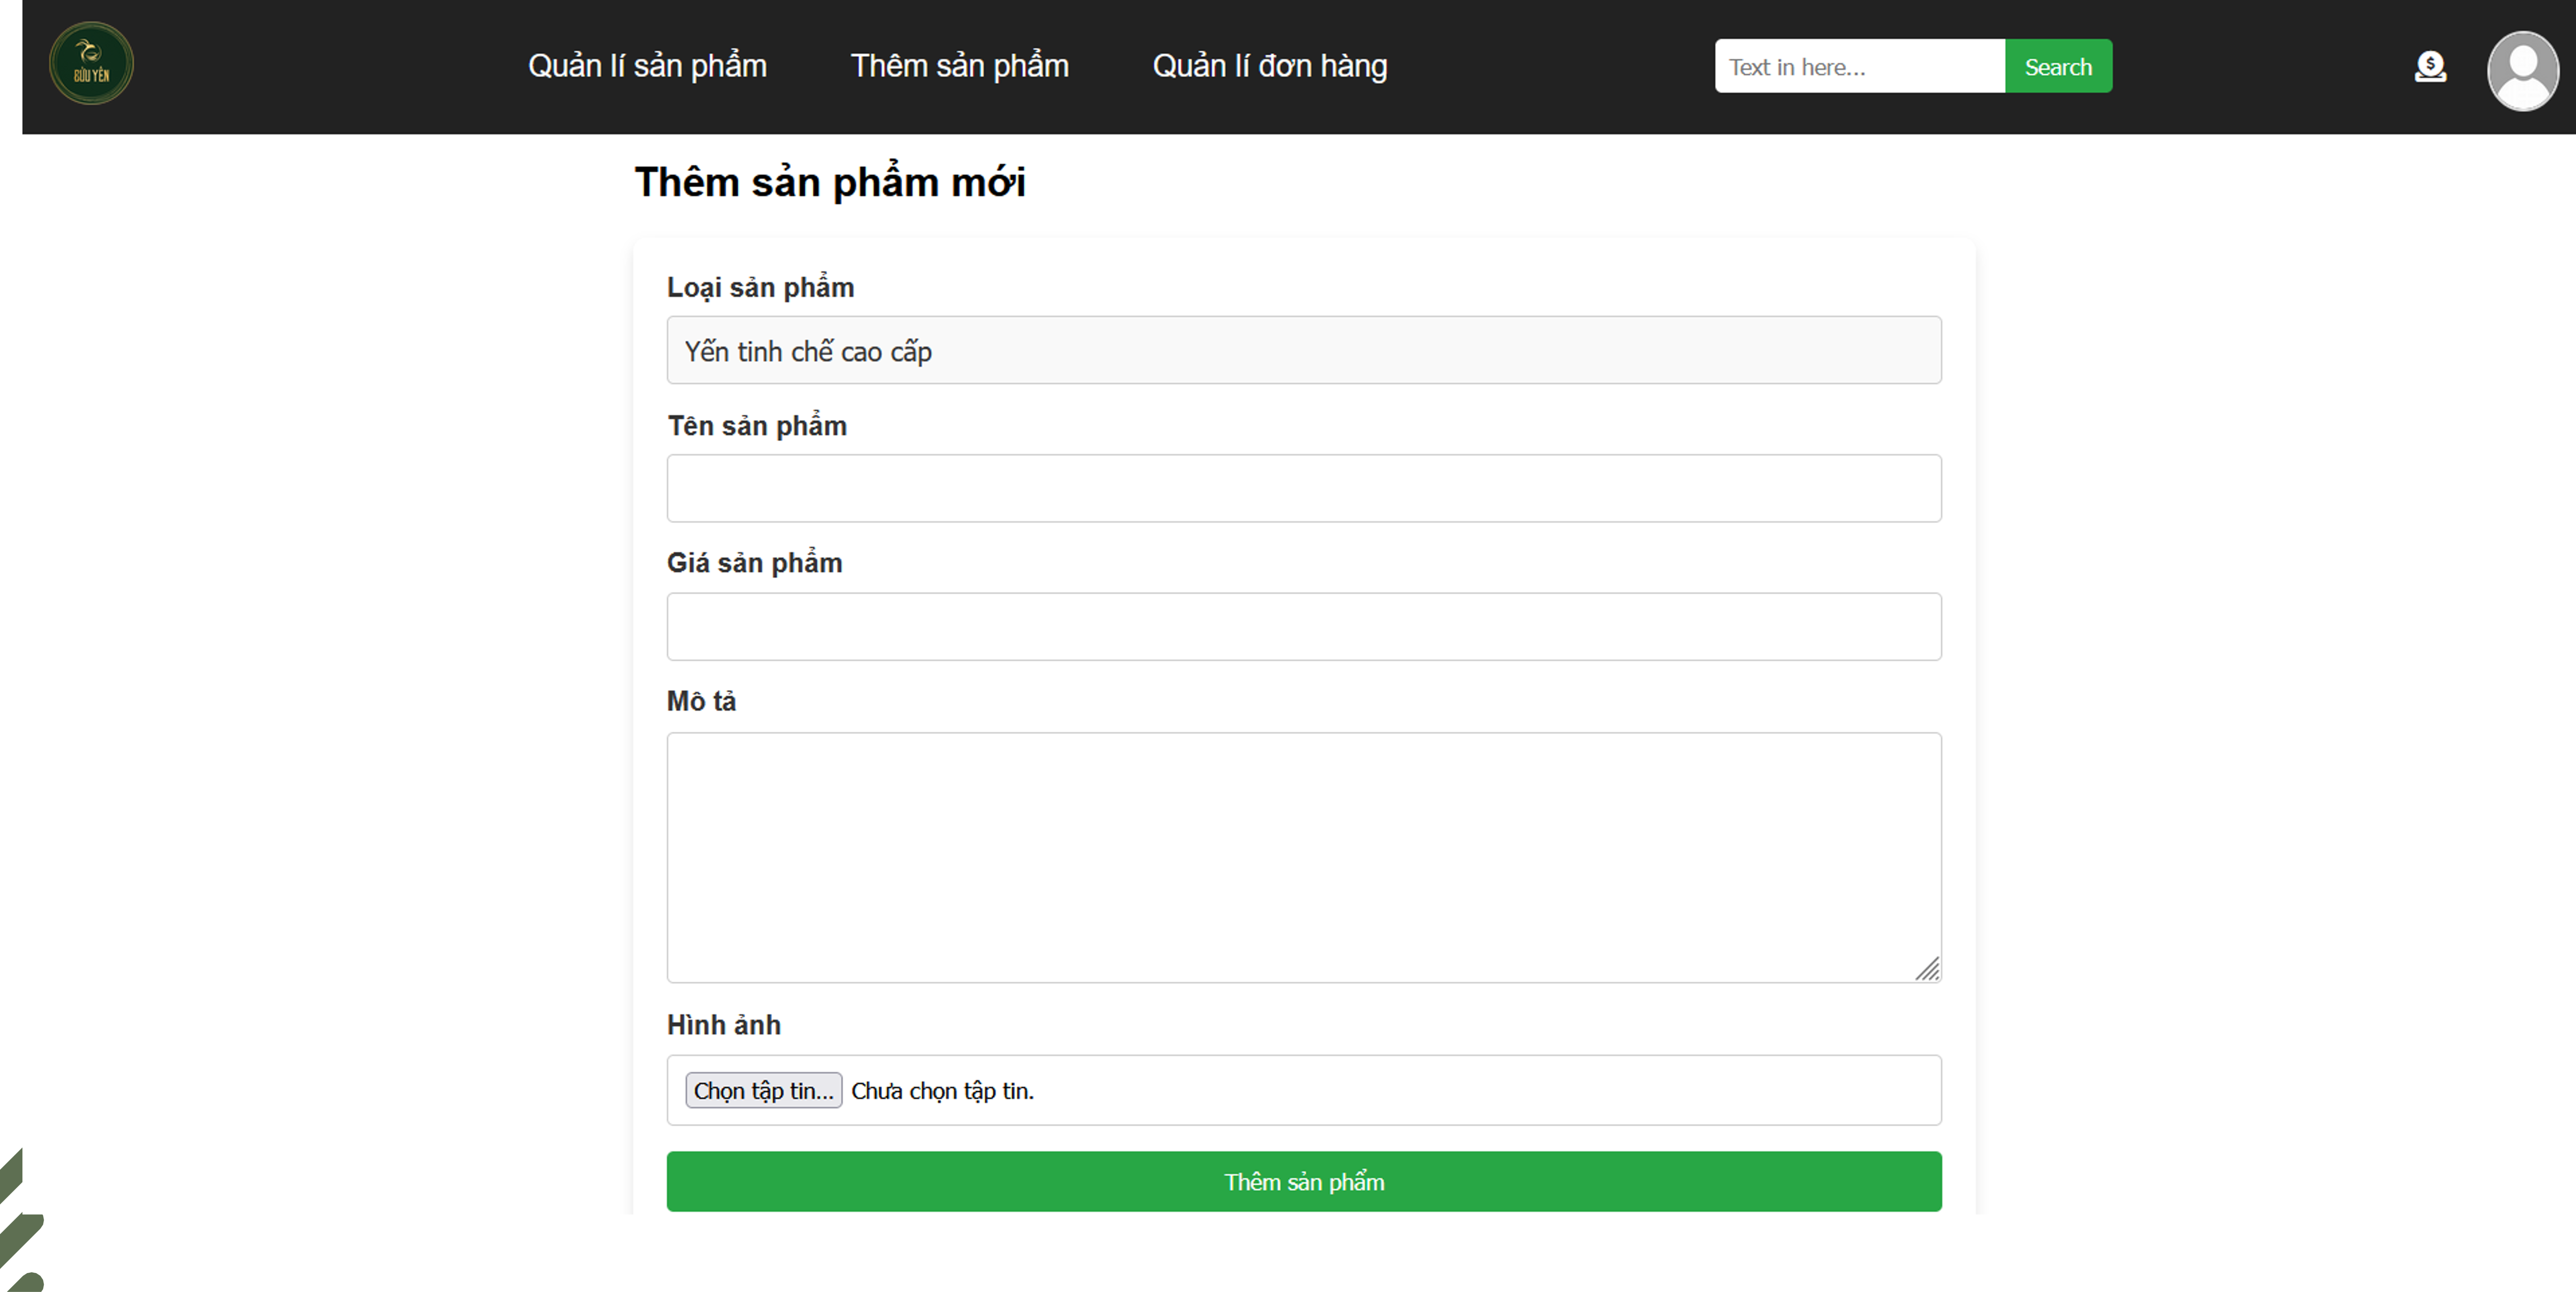 BỬU YẾN
Quản lí sản phẩm
Thêm sản phẩm
Quản lí đơn hàng
Text in here...
Search
$
Thêm sản phẩm mới
Loại sản phẩm
Yến tinh chế cao cấp
Tên sản phẩm
Giá sản phẩm
Mô tả
Hình ảnh
Chọn tập tin... Chưa chọn tập tin.
Thêm sản phẩm